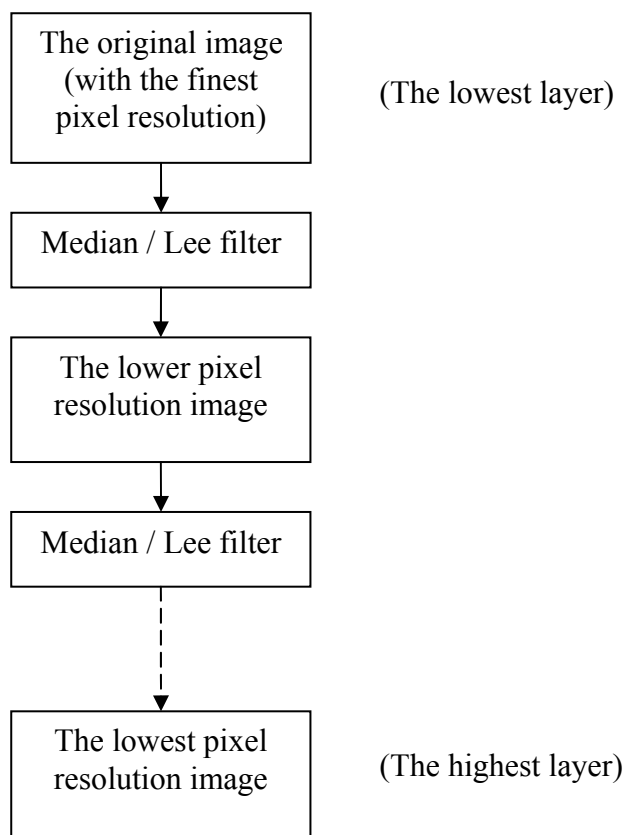 The original image
(with the finest
pixel resolution)
(The lowest layer)
Median / Lee filter
The lower pixel
resolution image
Median / Lee filter
The lowest pixel
resolution image
(The highest layer)